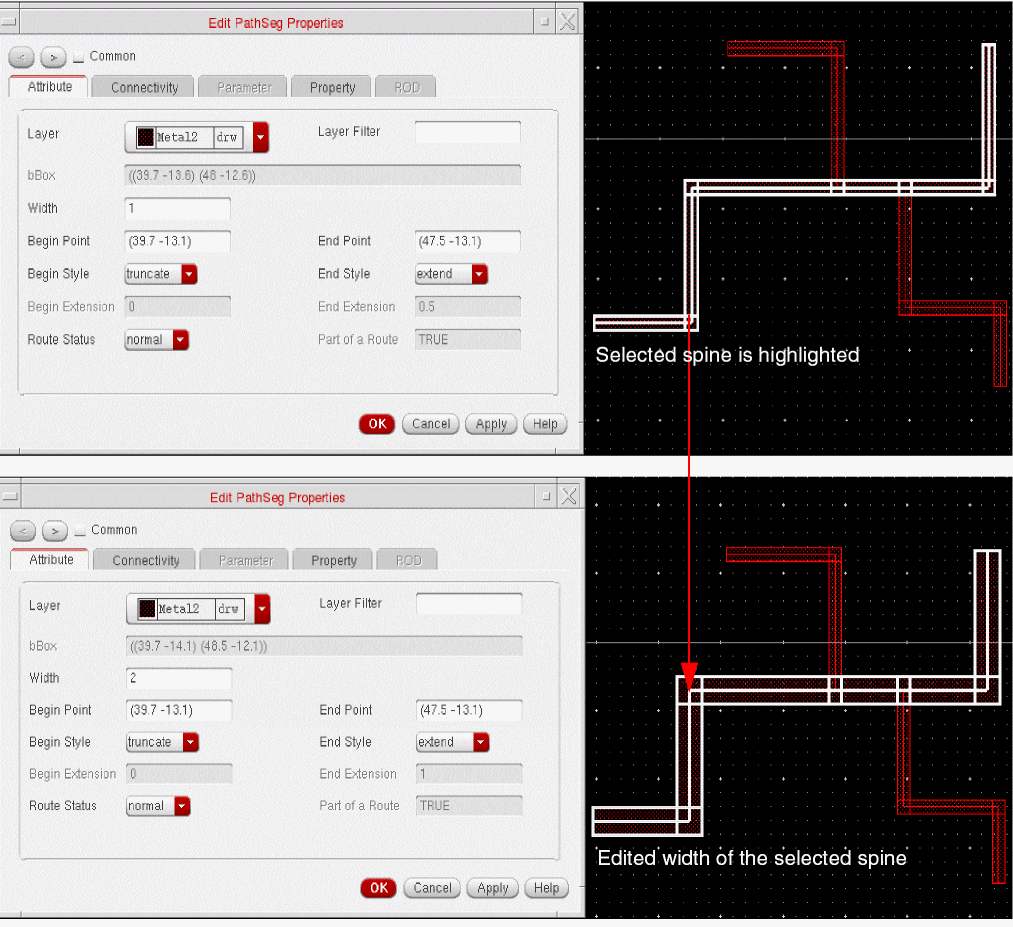 Edit PathSeg Properties
< > Common
Attribute Connectivity Parameter Property ROD
Layer Metal2 drw Layer Filter
bBox ((39.7 -13.6) (48 -12.6))
Width 1
Begin Point (39.7 -13.1) End Point (47.5 -13.1)
Begin Style truncate End Style extend
Begin Extension 0 End Extension 0.5
Route Status normal Part of a Route TRUE
Selected spine is highlighted
OK Cancel Apply Help
Edit PathSeg Properties
< > Common
Attribute Connectivity Parameter Property ROD
Layer Metal2 drw Layer Filter
bBox ((39.7 -14.1) (48.5 -12.1))
Width 2
Begin Point (39.7 -13.1) End Point (47.5 -13.1)
Begin Style truncate End Style extend
Begin Extension 0 End Extension 1
Route Status normal Part of a Route TRUE
Edited width of the selected spine
OK Cancel Apply Help